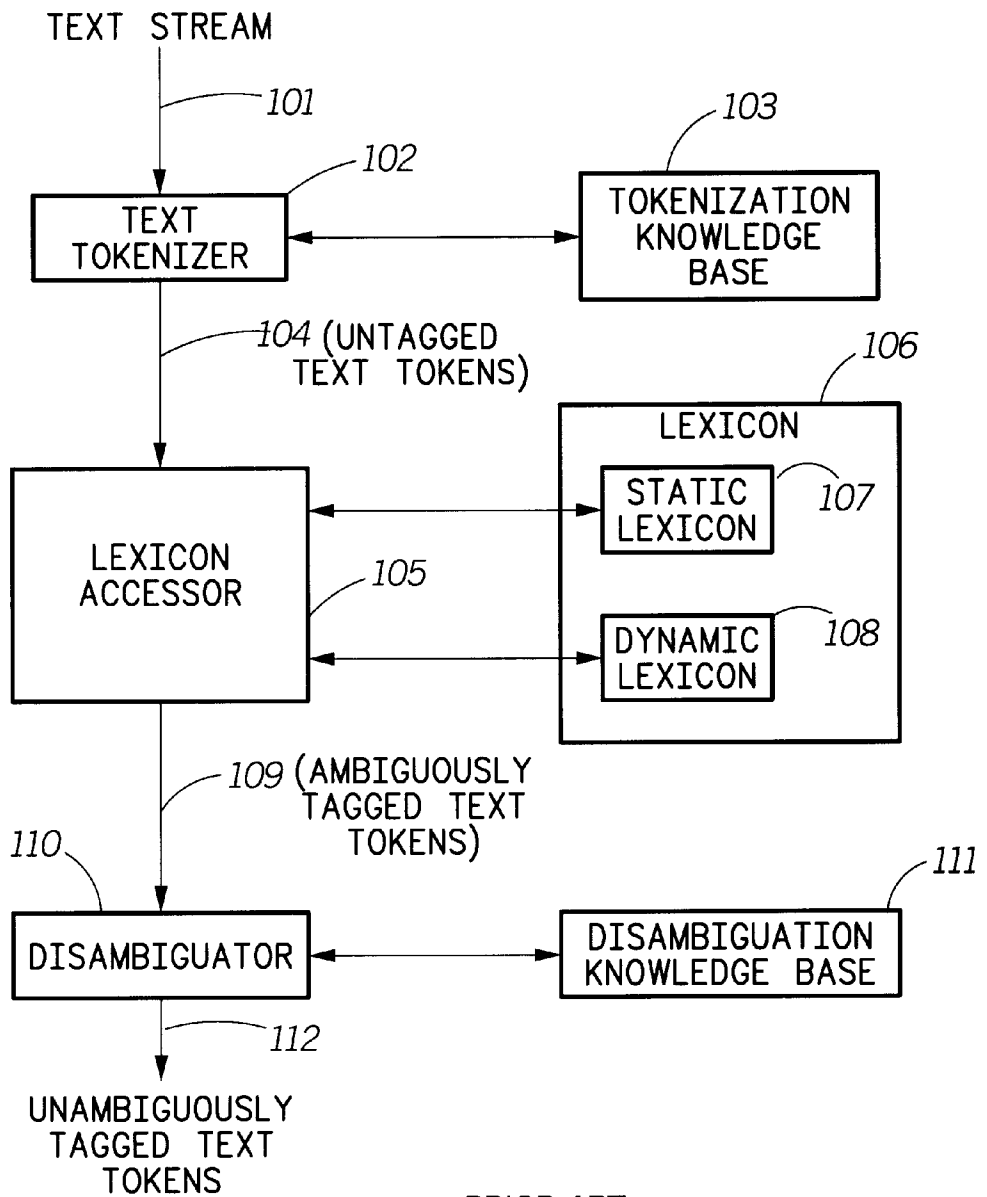 TEXT STREAM
101
102
103
TEXT
TOKENIZER
TOKENIZATION
KNOWLEDGE
BASE
104 (UNTAGGED
TEXT TOKENS)
106
LEXICON
STATIC
LEXICON
107
LEXICON
ACCESSOR
105
DYNAMIC
LEXICON
108
109 (AMBIGUOUSLY
TAGGED TEXT
TOKENS)
110
111
DISAMBIGUATOR
DISAMBIGUATION
KNOWLEDGE BASE
112
UNAMBIGUOUSLY
TAGGED TEXT
TOKENS